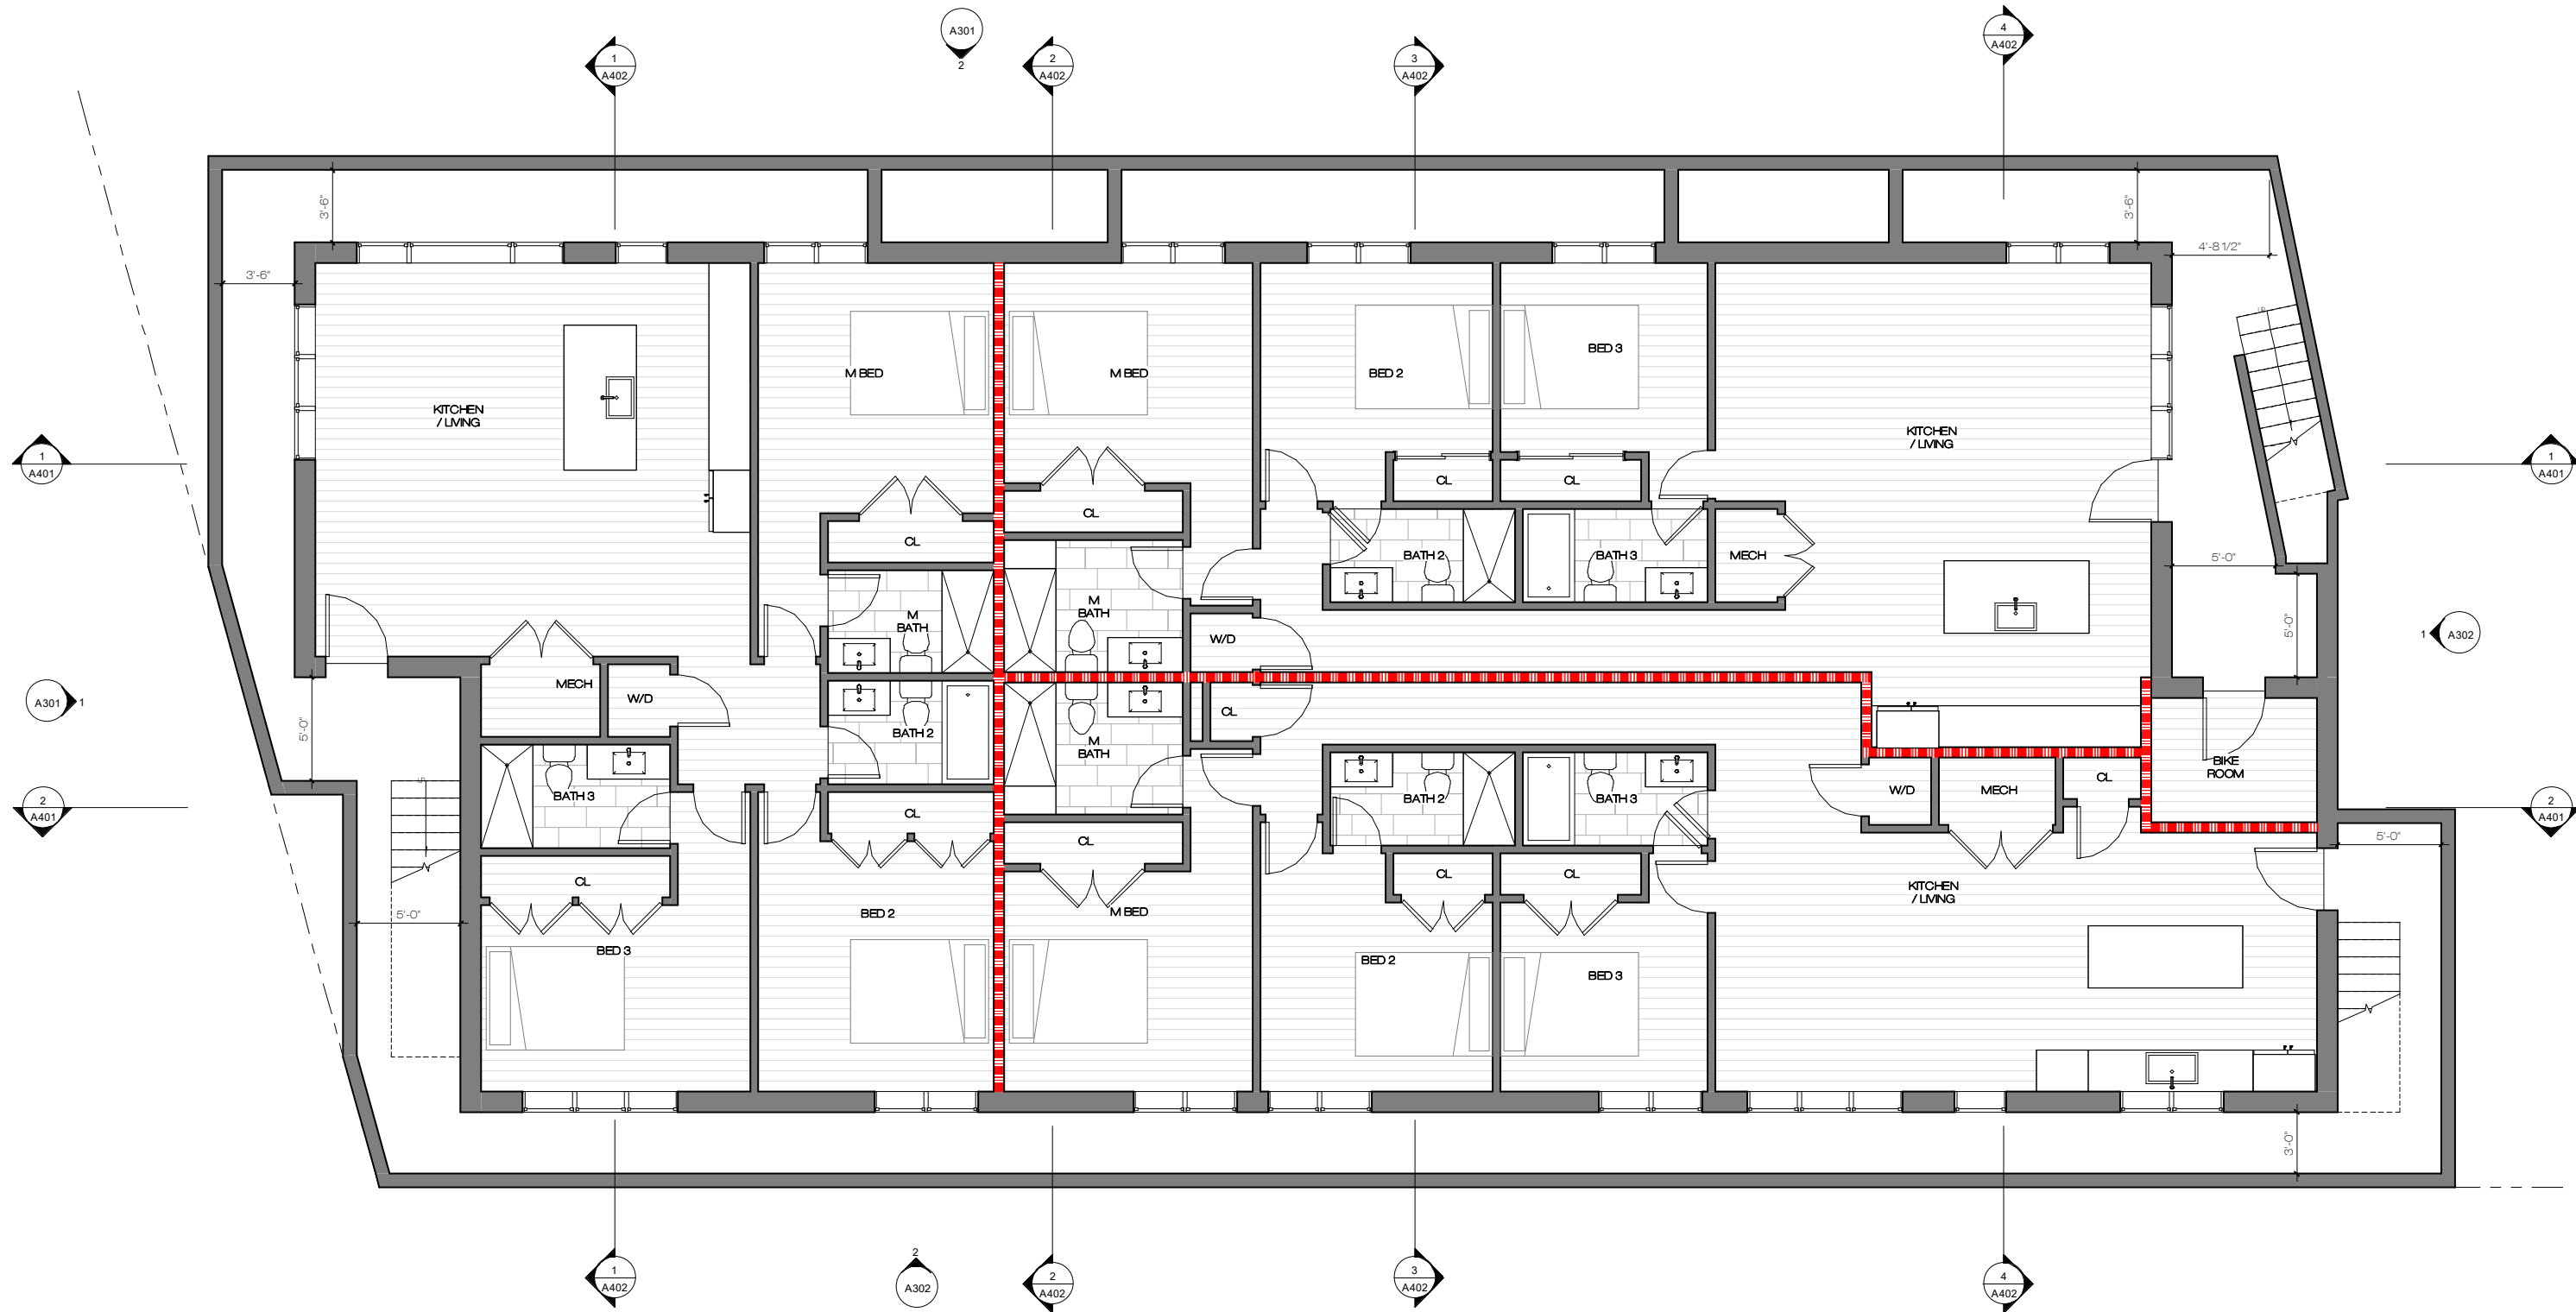 A301
2
1
A402
2
A402
3
A402
4
A402
3'-6"
3'-6"
3'-6"
4'-8 1/2"
M BED
M BED
BED 2
BED 3
KITCHEN
/ LIVING
KITCHEN
/ LIVING
1
A401
1
A401
CL
CL
CL
CL
BATH 2
BATH 3
MECH
5'-0"
5'-0"
M
BATH
M
BATH
W/D
1
A302
A301
1
MECH
W/D
CL
BATH 2
M
BATH
5'-0"
BIKE
ROOM
BATH 3
BATH 2
BATH 3
W/D
MECH
CL
2
A401
2
A401
CL
CL
5'-0"
CL
CL
CL
KITCHEN
/ LIVING
5'-0"
BED 2
M BED
BED 3
BED 2
BED 3
3'-0"
1
A402
2
A302
2
A402
3
A402
4
A402